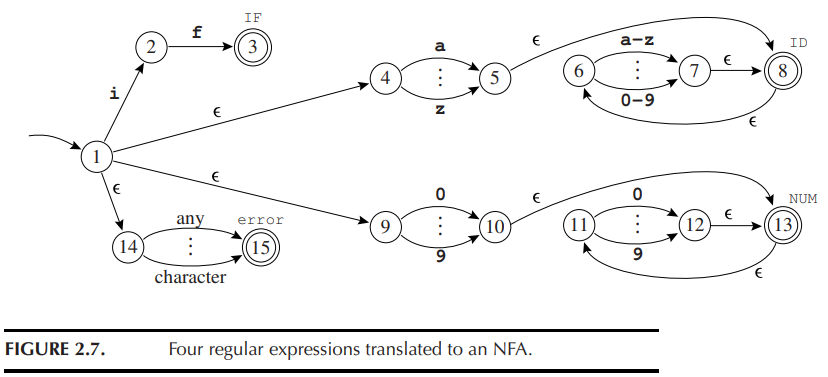 IF
f
2
3
i
a
⋮
z
4
5
ϵ
a–z
⋮
0–9
6
7
ϵ
ID
8
ϵ
ϵ
1
ϵ
ϵ
any
⋮
character
error
14
15
0
⋮
9
9
10
ϵ
0
⋮
9
11
12
ϵ
NUM
13
ϵ
FIGURE 2.7. Four regular expressions translated to an NFA.